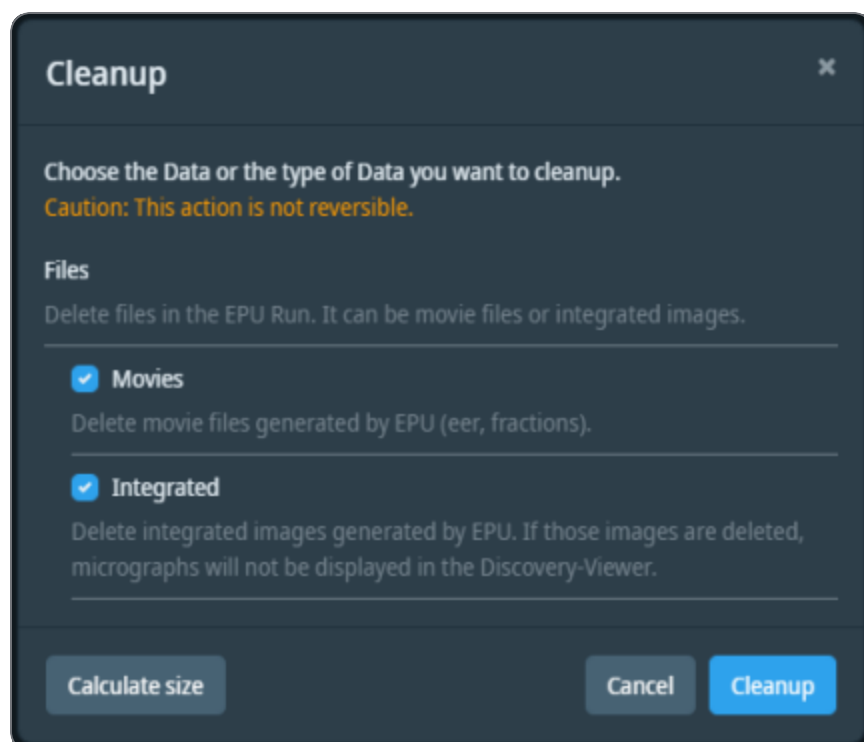 Cleanup
Choose the Data or the type of Data you want to cleanup.
Caution: This action is not reversible.
Files
Delete files in the EPU Run. It can be movie files or integrated images.
Movies
Delete movie files generated by EPU (eer, fractions).
Integrated
Delete integrated images generated by EPU. If those images are deleted,
micrographs will not be displayed in the Discovery-Viewer.
Calculate size Cancel Cleanup